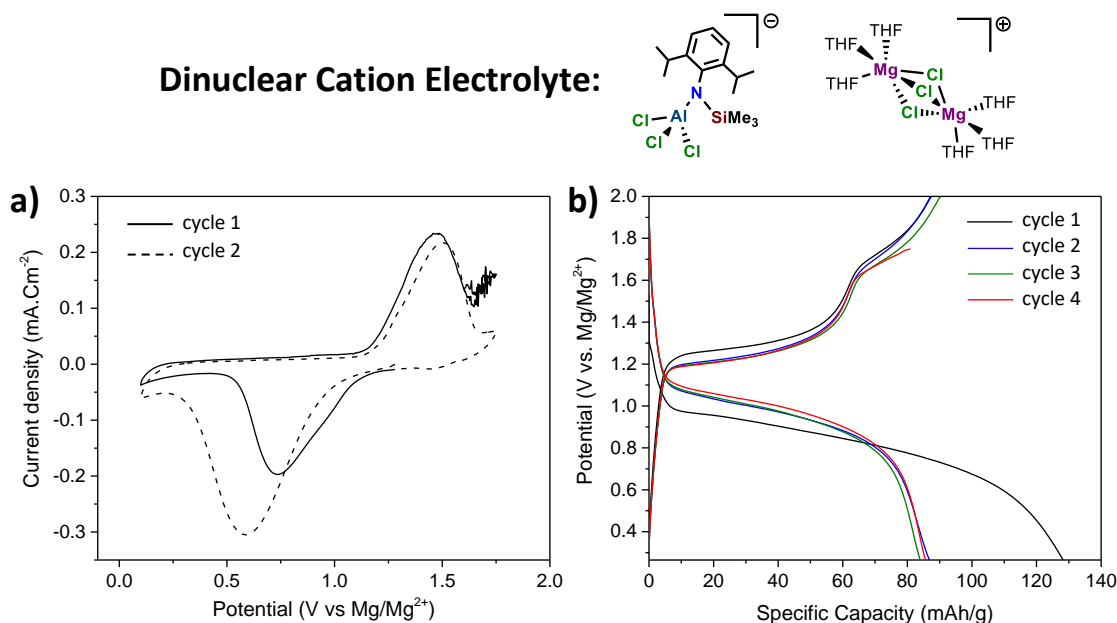 Dinuclear Cation Electrolyte:
⊖
N
Al
SiMe3
Cl
Cl
Cl
⊕
THF
THF
THF
Mg
Cl
Cl
Cl
Mg
THF
THF
THF
a)
cycle 1
cycle 2
0.3
0.2
0.1
0.0
-0.1
-0.2
-0.3
Current density (mA.Cm-2)
0.0
0.5
1.0
1.5
2.0
Potential (V vs Mg/Mg2+)
b)
cycle 1
cycle 2
cycle 3
cycle 4
2.0
1.8
1.6
1.4
1.2
1.0
0.8
0.6
0.4
Potential (V vs. Mg/Mg2+)
0
20
40
60
80
100
120
140
Specific Capacity (mAh/g)